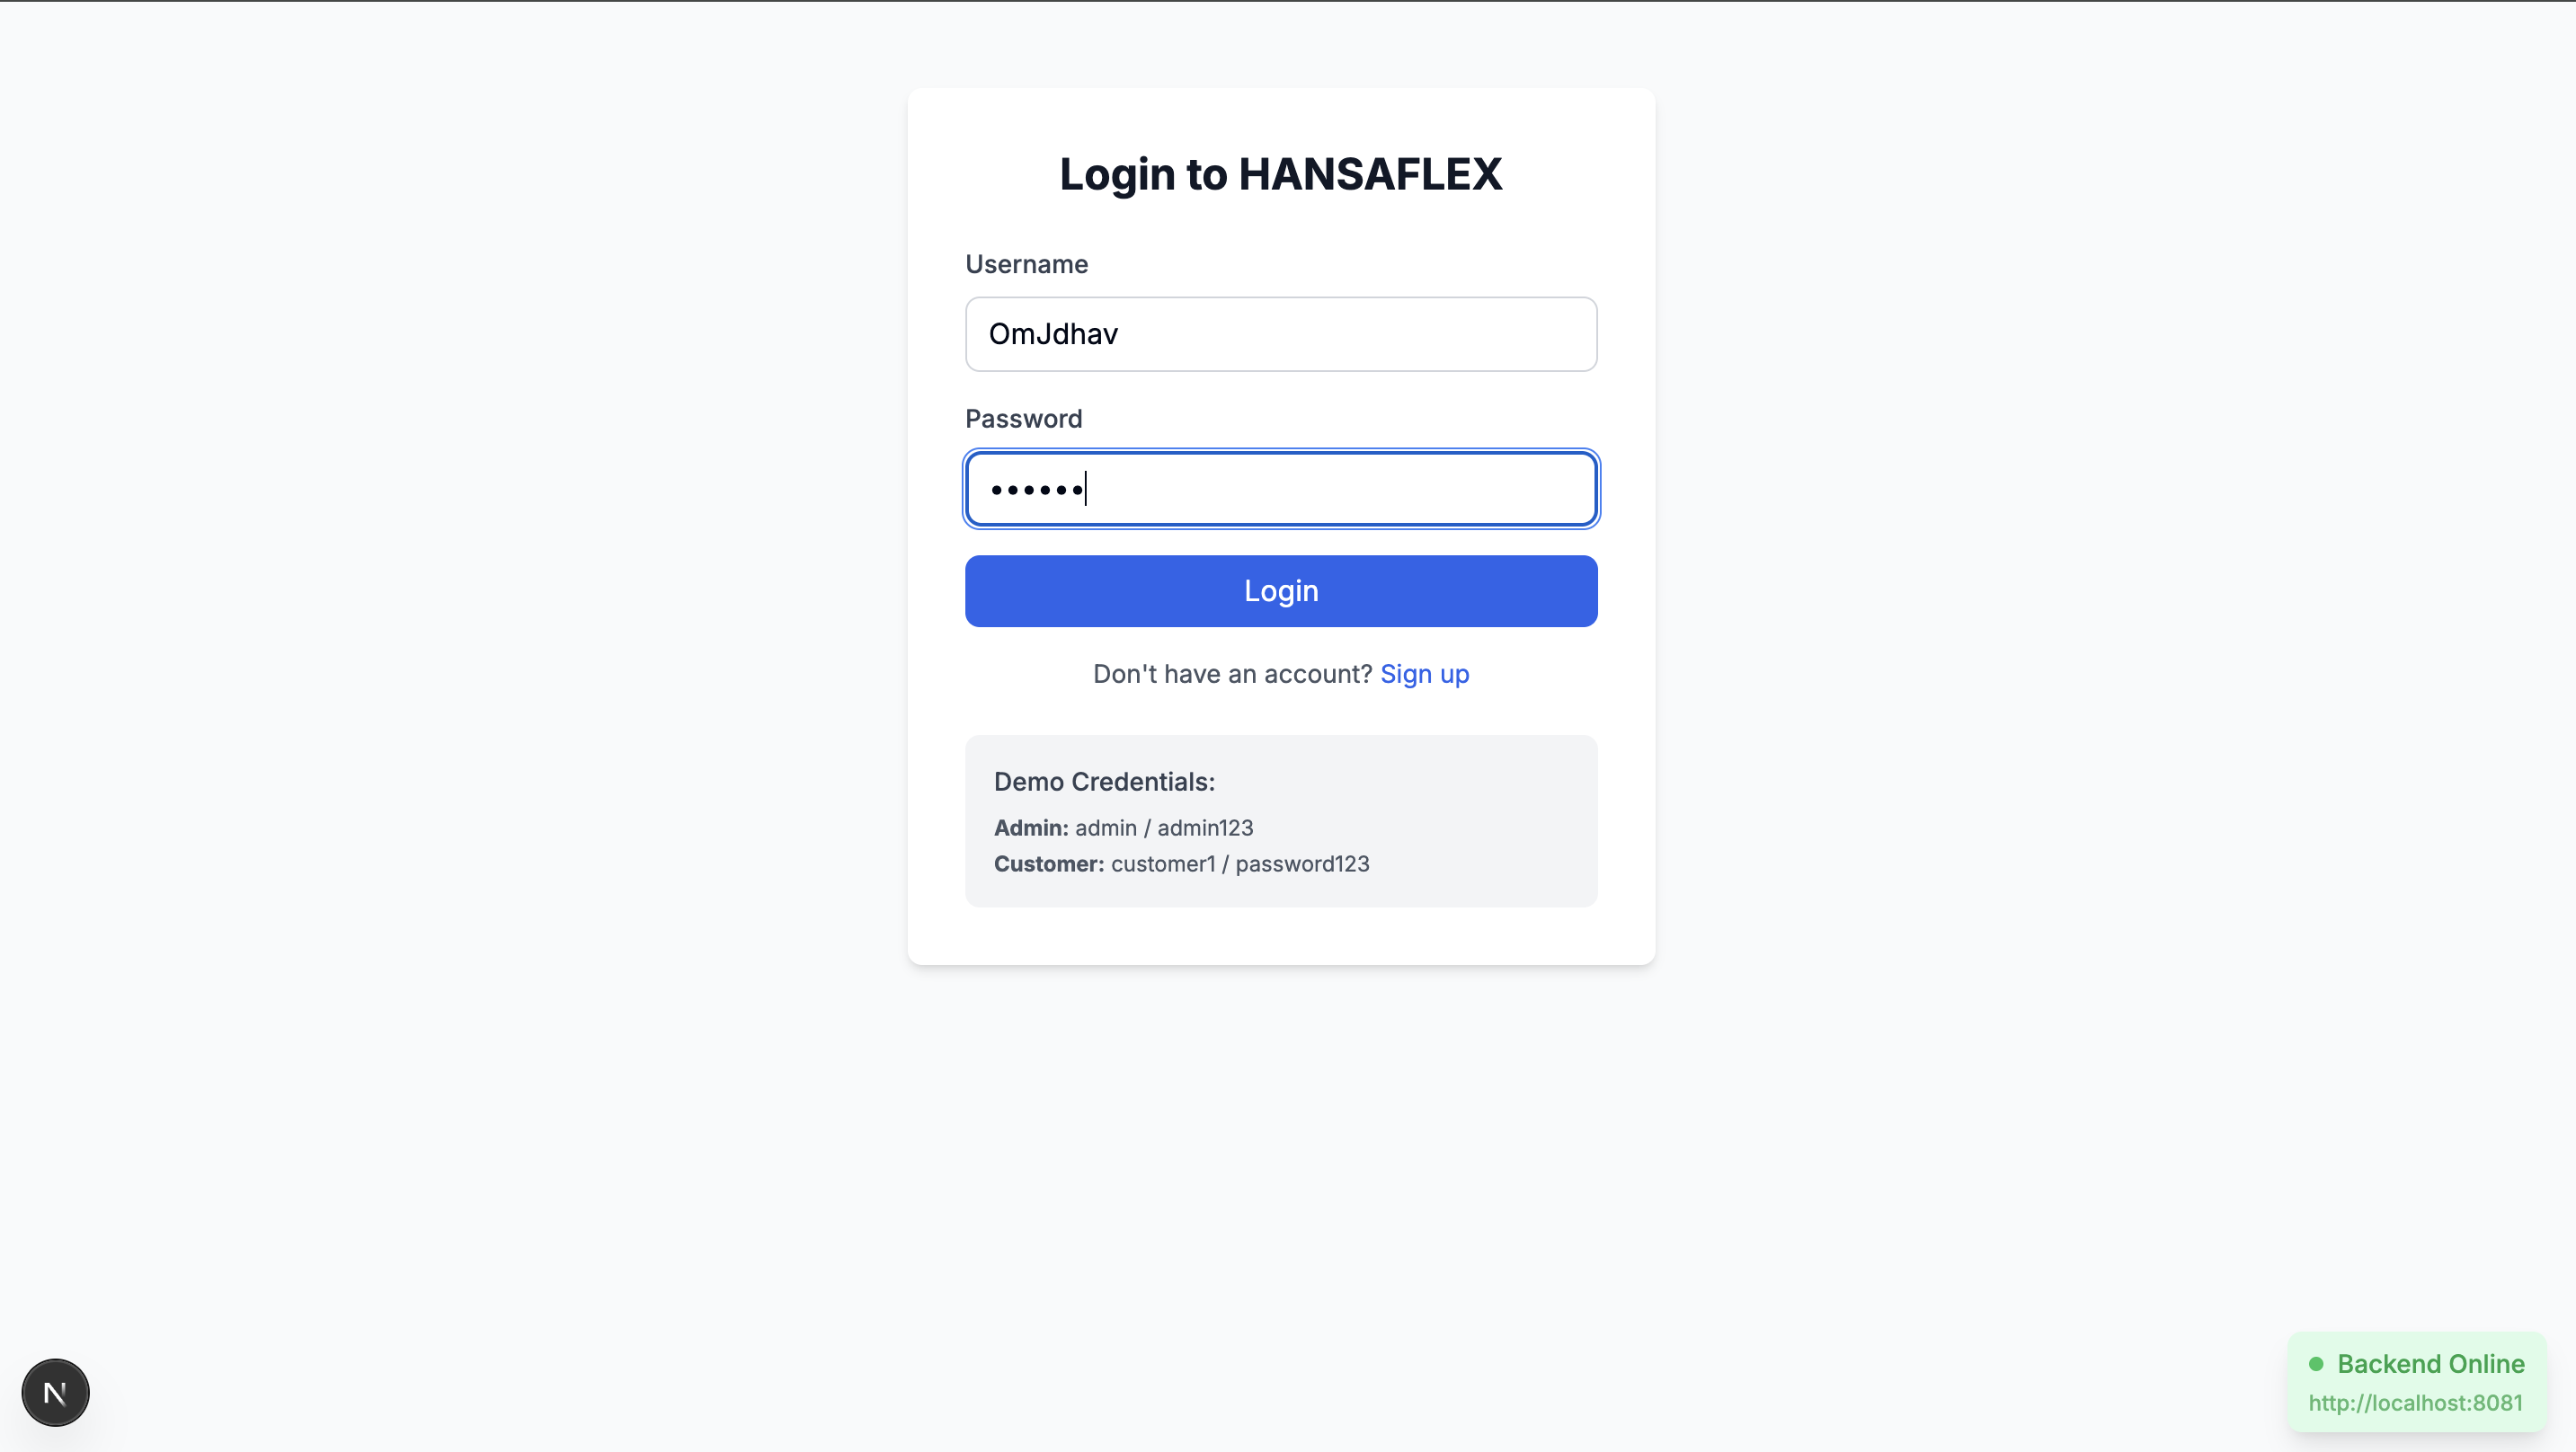 Login to HANSAFLEX
Username
OmJdhav
Password
••••••
Login
Don't have an account? Sign up
Demo Credentials:
Admin: admin / admin123
Customer: customer1 / password123
N
Backend Online
http://localhost:8081